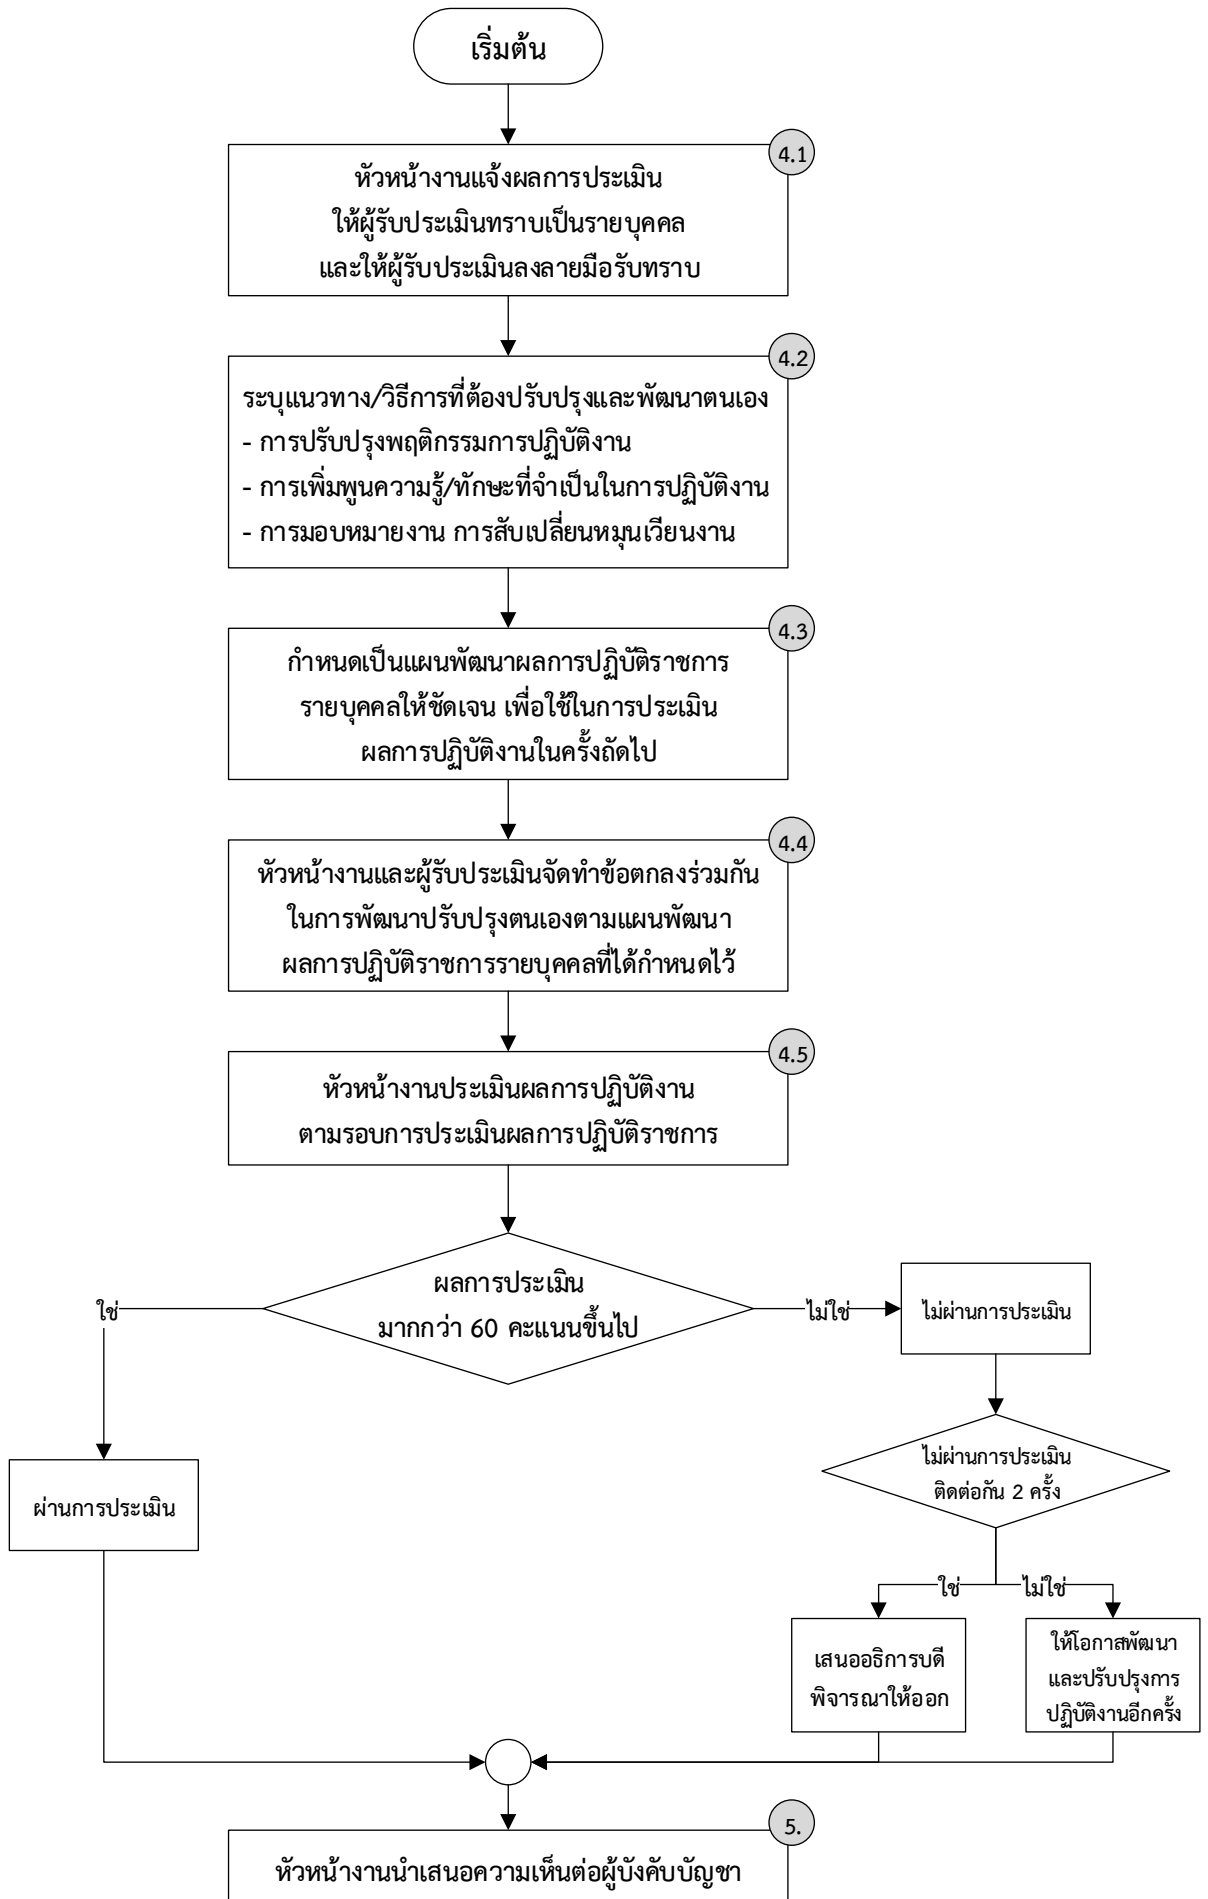 เริ่มต้น
4.1
หัวหน้างานแจ้งผลการประเมิน
ให้ผู้รับประเมินทราบเป็นรายบุคคล
และให้ผู้รับประเมินลงลายมือรับทราบ
4.2
ระบุแนวทาง/วิธีการที่ต้องปรับปรุงและพัฒนาตนเอง
- การปรับปรุงพฤติกรรมการปฏิบัติงาน
- การเพิ่มพูนความรู้/ทักษะที่จำเป็นในการปฏิบัติงาน
- การมอบหมายงาน การสับเปลี่ยนหมุนเวียนงาน
4.3
กำหนดเป็นแผนพัฒนาผลการปฏิบัติราชการ
รายบุคคลให้ชัดเจน เพื่อใช้ในการประเมิน
ผลการปฏิบัติงานในครั้งถัดไป
4.4
หัวหน้างานและผู้รับประเมินจัดทำข้อตกลงร่วมกัน
ในการพัฒนาปรับปรุงตนเองตามแผนพัฒนา
ผลการปฏิบัติราชการรายบุคคลที่ได้กำหนดไว้
4.5
หัวหน้างานประเมินผลการปฏิบัติงาน
ตามรอบการประเมินผลการปฏิบัติราชการ
ผลการประเมิน
มากกว่า 60 คะแนนขึ้นไป
ใช่
ไม่ใช่
ไม่ผ่านการประเมิน
ผ่านการประเมิน
ไม่ผ่านการประเมิน
ติดต่อกัน 2 ครั้ง
ใช่
ไม่ใช่
เสนออธิการบดี
พิจารณาให้ออก
ให้โอกาสพัฒนา
และปรับปรุงการ
ปฏิบัติงานอีกครั้ง
5.
หัวหน้างานนำเสนอความเห็นต่อผู้บังคับบัญชา